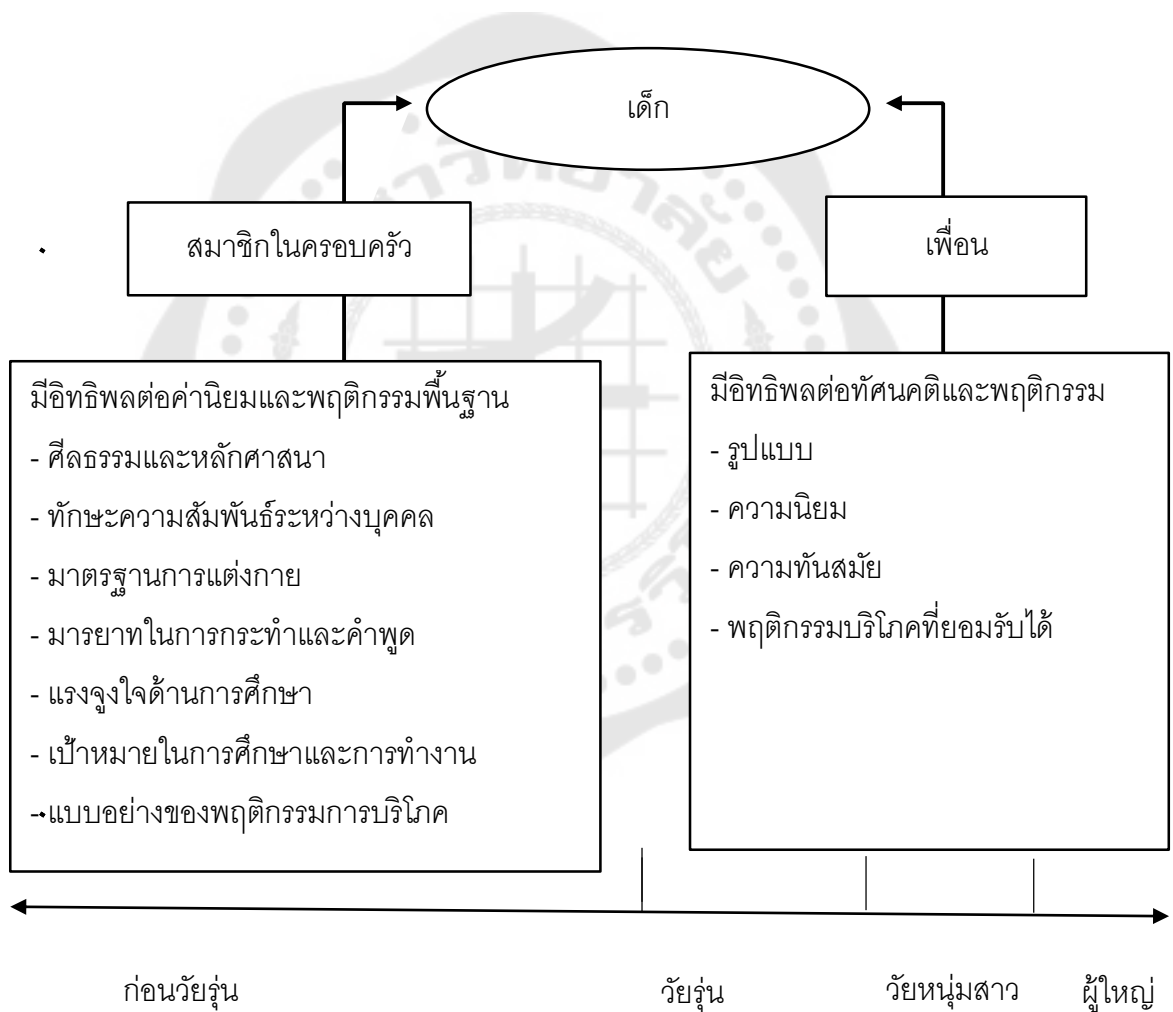 เด็ก
สมาชิกในครอบครัว
เพื่อน
มีอิทธิพลต่อค่านิยมและพฤติกรรมพื้นฐาน
- ศีลธรรมและหลักศาสนา
- ทักษะความสัมพันธ์ระหว่างบุคคล
- มาตรฐานการแต่งกาย
- มารยาทในการกระทำและคำพูด
- แรงจูงใจด้านการศึกษา
- เป้าหมายในการศึกษาและการทำงาน
- แบบอย่างของพฤติกรรมการบริโภค
มีอิทธิพลต่อทัศนคติและพฤติกรรม
- รูปแบบ
- ความนิยม
- ความทันสมัย
- พฤติกรรมบริโภคที่ยอมรับได้
ก่อนวัยรุ่น
วัยรุ่น
วัยหนุ่มสาว
ผู้ใหญ่